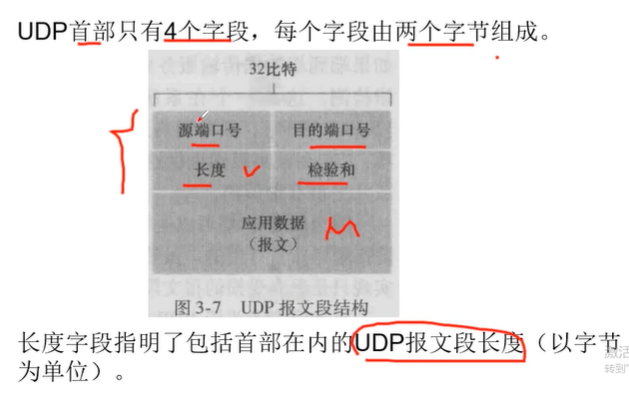 UDP首部只有4个字段，每个字段由两个字节组成。
32比特
源端口号 目的端口号
长度 检验和
应用数据
（报文）
M
图 3-7 UDP 报文段结构
长度字段指明了包括首部在内的UDP报文段长度（以字节
为单位）。
激活
转到"